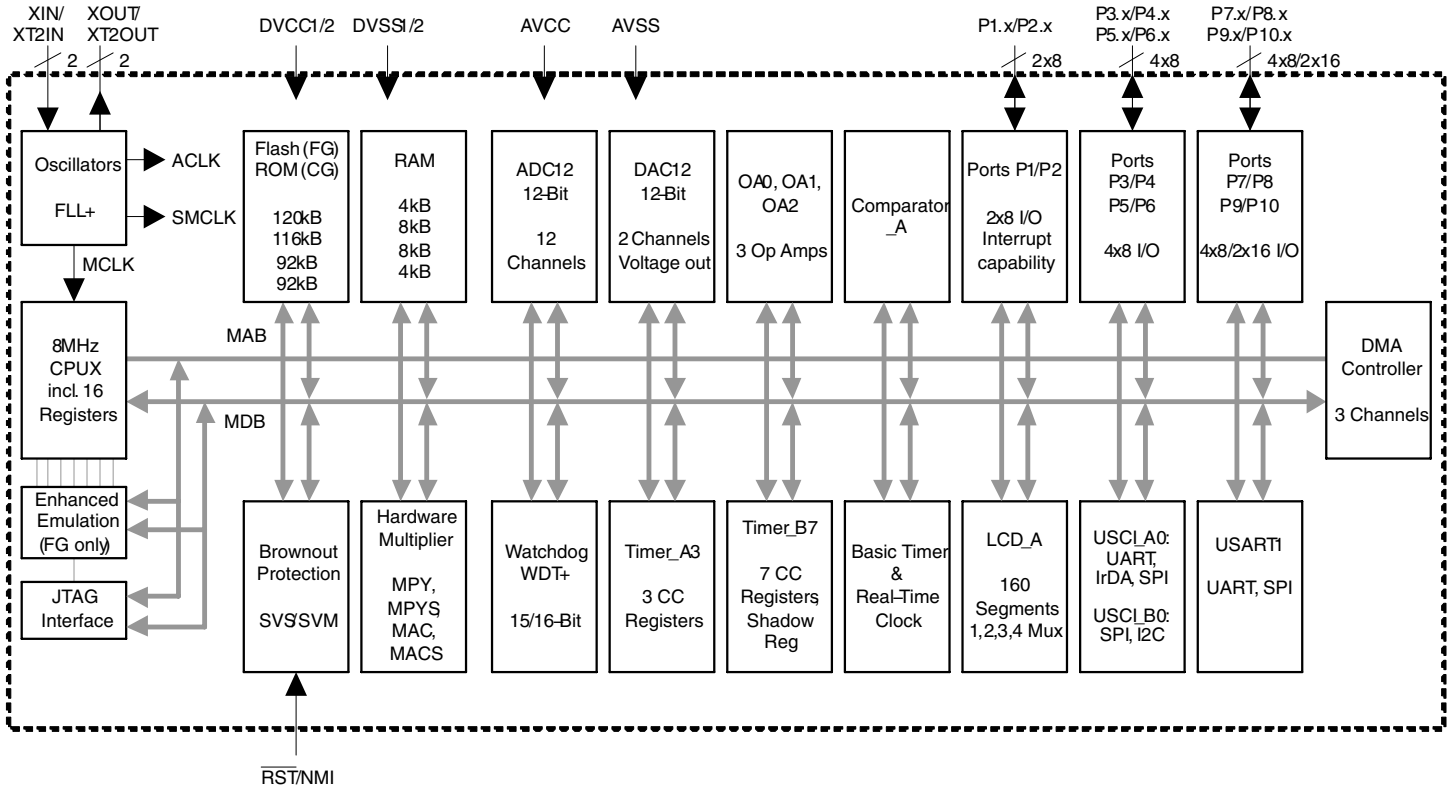 XIN/
XT2IN
XOUT/
XT2OUT
DVCC1/2
DVSS1/2
AVCC
AVSS
P1.x/P2.x
P3.x/P4.x
P5.x/P6.x
P7.x/P8.x
P9.x/P10.x
2
2
2x8
4x8
4x8/2x16
Oscillators
FLL+
ACLK
SMCLK
MCLK
Flash (FG)
ROM (CG)
120kB
116kB
92kB
92kB
RAM
4kB
8kB
8kB
4kB
ADC12
12-Bit
12
Channels
DAC12
12-Bit
2 Channels
Voltage out
OA0, OA1,
OA2
3 Op Amps
Comparator
_A
Ports P1/P2
2x8 I/O
Interrupt
capability
Ports
P3/P4
P5/P6
4x8 I/O
Ports
P7/P8
P9/P10
4x8/2x16 I/O
8MHz
CPUX
incl. 16
Registers
MAB
MDB
DMA
Controller
3 Channels
Enhanced
Emulation
(FG only)
JTAG
Interface
Brownout
Protection
SVS/SVM
Hardware
Multiplier
MPY,
MPYS,
MAC,
MACS
Watchdog
WDT+
15/16-Bit
Timer_A3
3 CC
Registers
Timer_B7
7 CC
Registers,
Shadow
Reg
Basic Timer
&
Real-Time
Clock
LCD_A
160
Segments
1,2,3,4 Mux
USCI_A0:
UART,
IrDA, SPI
USCI_B0:
SPI, I2C
USART1
UART, SPI
RST/NMI